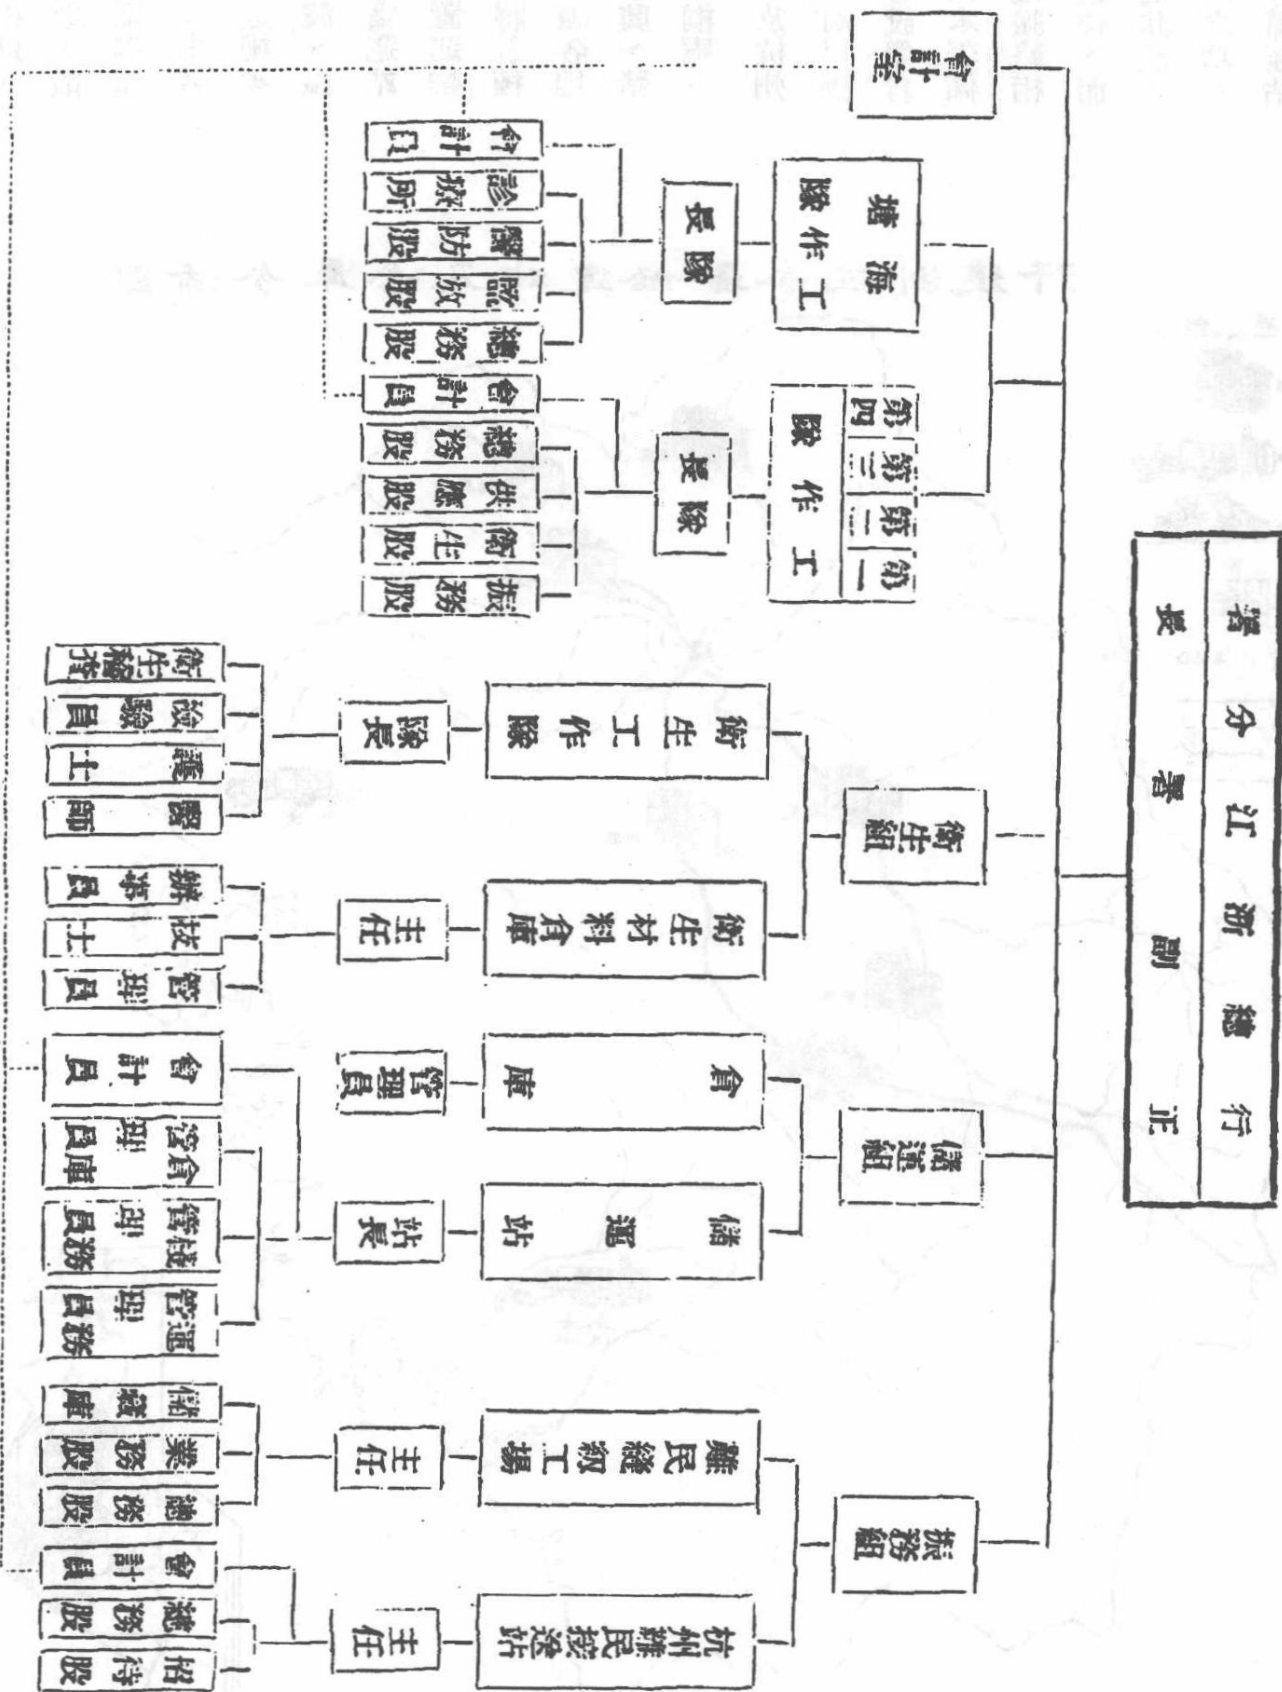 行總浙江分署
正副署長
振務組
儲運組
衛生組
會計室
杭州難民接送站
難民縫紉工場
儲運站
倉庫
衛生材料倉庫
衛生工作隊
第一
第二
第三
第四
工作隊
海塘
工作隊
主任
主任
站長
管理員
主任
隊長
隊長
隊長
招待股
總務股
會計員
總務股
業務股
儲藏庫
運務
管理員
棧務
管理員
倉庫
管理員
會計員
管理員
技士
辦事員
醫師
護士
檢驗員
衛生稽查
振務股
衛生股
供應股
總務股
會計員
總務股
醫防股
診療所
會計員